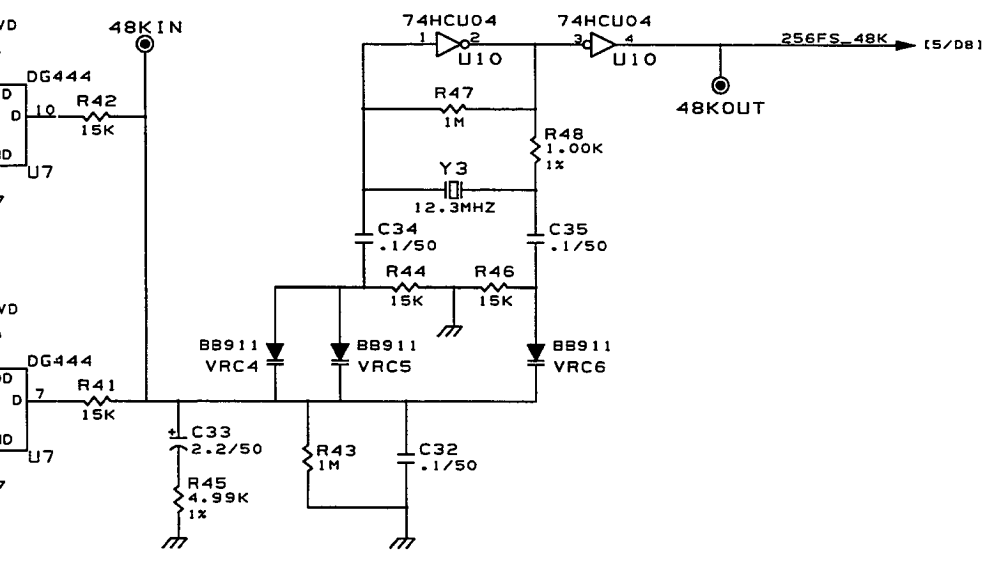 VD
48KIN
74HCU04
74HCU04
1
2
3
4
256FS_48K
[5/D8]
U10
U10
DG444
D
R42
D
10
15K
U7
R47
1M
48KOUT
R48
1.00K
1%
Y3
12.3MHZ
C34
.1/50
C35
.1/50
R44
R46
15K
15K
VD
BB911
BB911
BB911
VRC4
VRC5
VRC6
DG444
R41
D
7
15K
U7
C33
2.2/50
+
R43
1M
C32
.1/50
R45
4.99K
1%